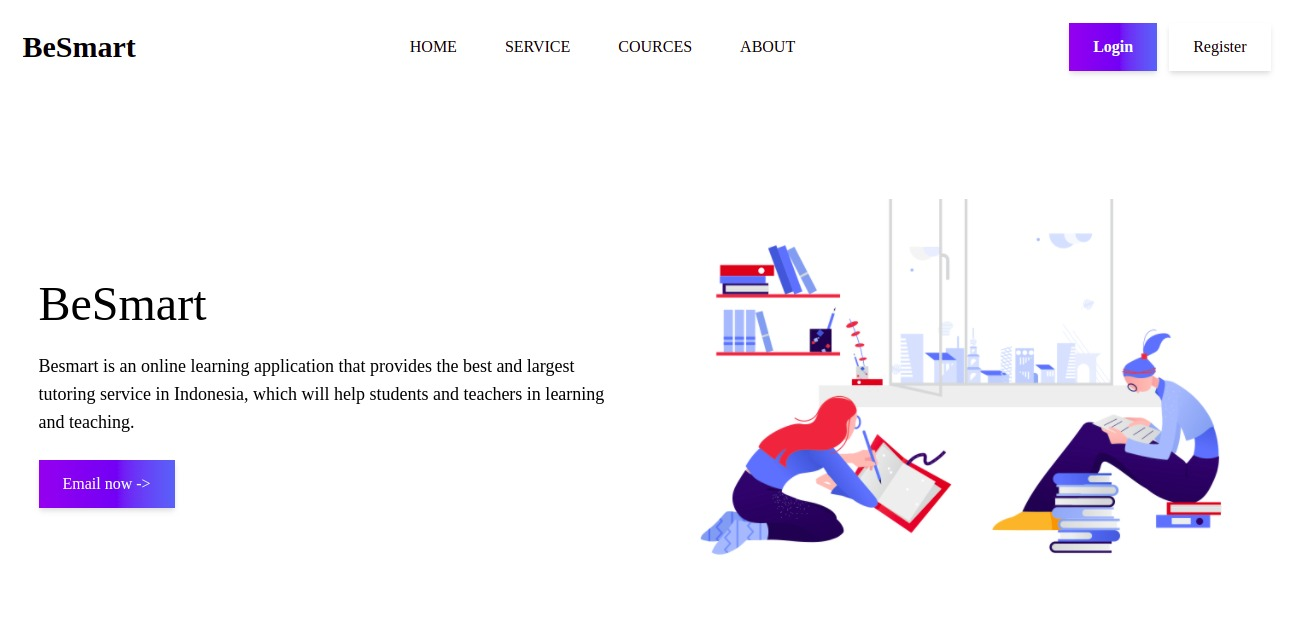 BeSmart
HOME
SERVICE
COURCES
ABOUT
Login
Register
BeSmart
Besmart is an online learning application that provides the best and largest
tutoring service in Indonesia, which will help students and teachers in learning
and teaching.
Email now ->